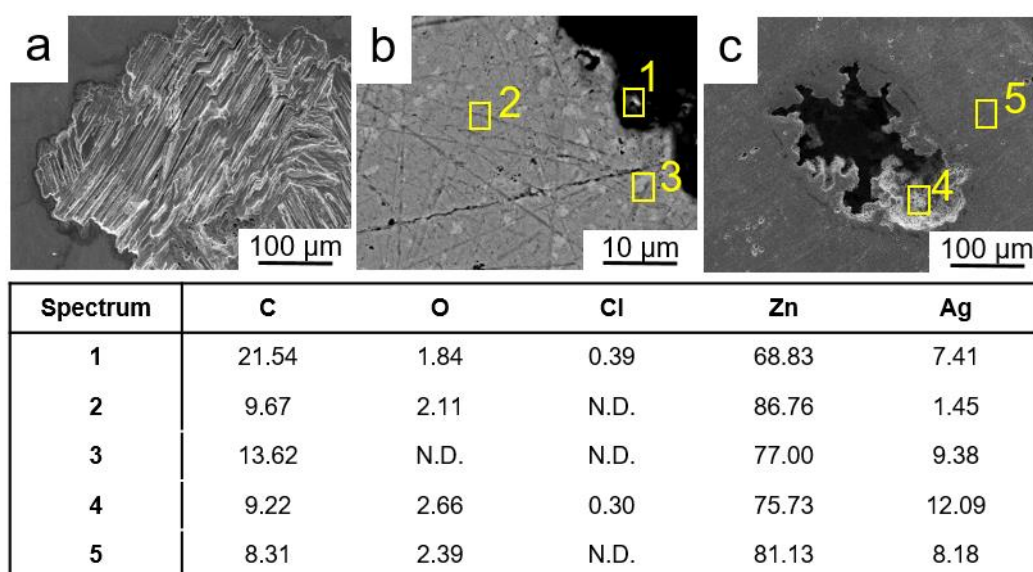 a b c
1
2
3
5
4
100 µm 10 µm 100 µm
Spectrum C O Cl Zn Ag
1 21.54 1.84 0.39 68.83 7.41
2 9.67 2.11 N.D. 86.76 1.45
3 13.62 N.D. N.D. 77.00 9.38
4 9.22 2.66 0.30 75.73 12.09
5 8.31 2.39 N.D. 81.13 8.18